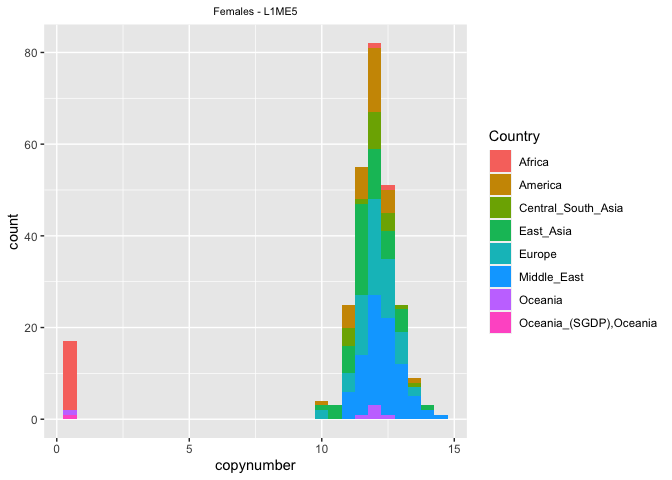 Females - L1ME5
80
60
40
20
0
count
0
5
10
15
copynumber
Country
Africa
America
Central_South_Asia
East_Asia
Europe
Middle_East
Oceania
Oceania_(SGDP),Oceania